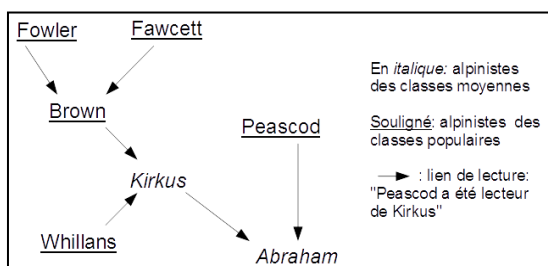 Fowler
Fawcett
Brown
Peascod
Kirkus
Whillans
Abraham
En italique: alpinistes
des classes moyennes
Souligné: alpinistes des
classes populaires
: lien de lecture:
"Peascod a été lecteur
de Kirkus"